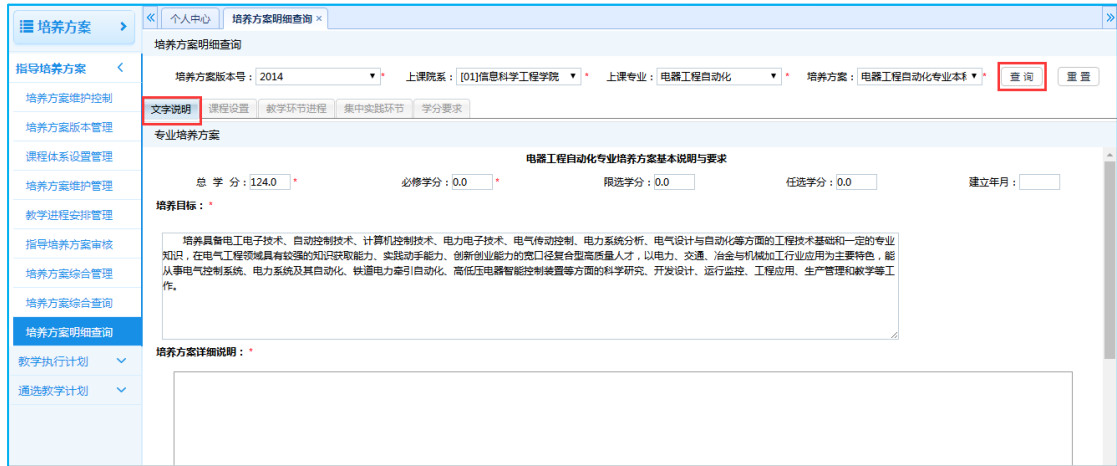 培养方案
个人中心 培养方案明细查询 ×
培养方案明细查询
指导培养方案
培养方案维护控制
培养方案版本管理
课程体系设置管理
培养方案维护管理
教学进程安排管理
指导培养方案审核
培养方案综合管理
培养方案综合查询
培养方案明细查询
教学执行计划
通选教学计划
培养方案版本号：2014 * 上课院系：[01]信息科学工程学院 * 上课专业：电器工程自动化 * 培养方案：电器工程自动化专业本科 * 查询 重置
文字说明 课程设置 教学环节进程 集中实践环节 学分要求
专业培养方案
电器工程自动化专业培养方案基本说明与要求
总 学 分：124.0 * 必修学分：0.0 * 限选学分：0.0 任选学分：0.0 建立年月：
培养目标：*
培养具备电工电子技术、自动控制技术、计算机控制技术、电力电子技术、电气传动控制、电力系统分析、电气设计与自动化等方面的工程技术基础和一定的专业
知识，在电气工程领域具有较强的知识获取能力、实践动手能力、创新创业能力的宽口径复合型高质量人才，以电力、交通、冶金与机械加工行业应用为主要特色，能
从事电气控制系统、电力系统及其自动化、铁道电力牵引自动化、高低压电器智能控制装置等方面的科学研究、开发设计、运行监控、工程应用、生产管理和教学等工
作。
培养方案详细说明：*